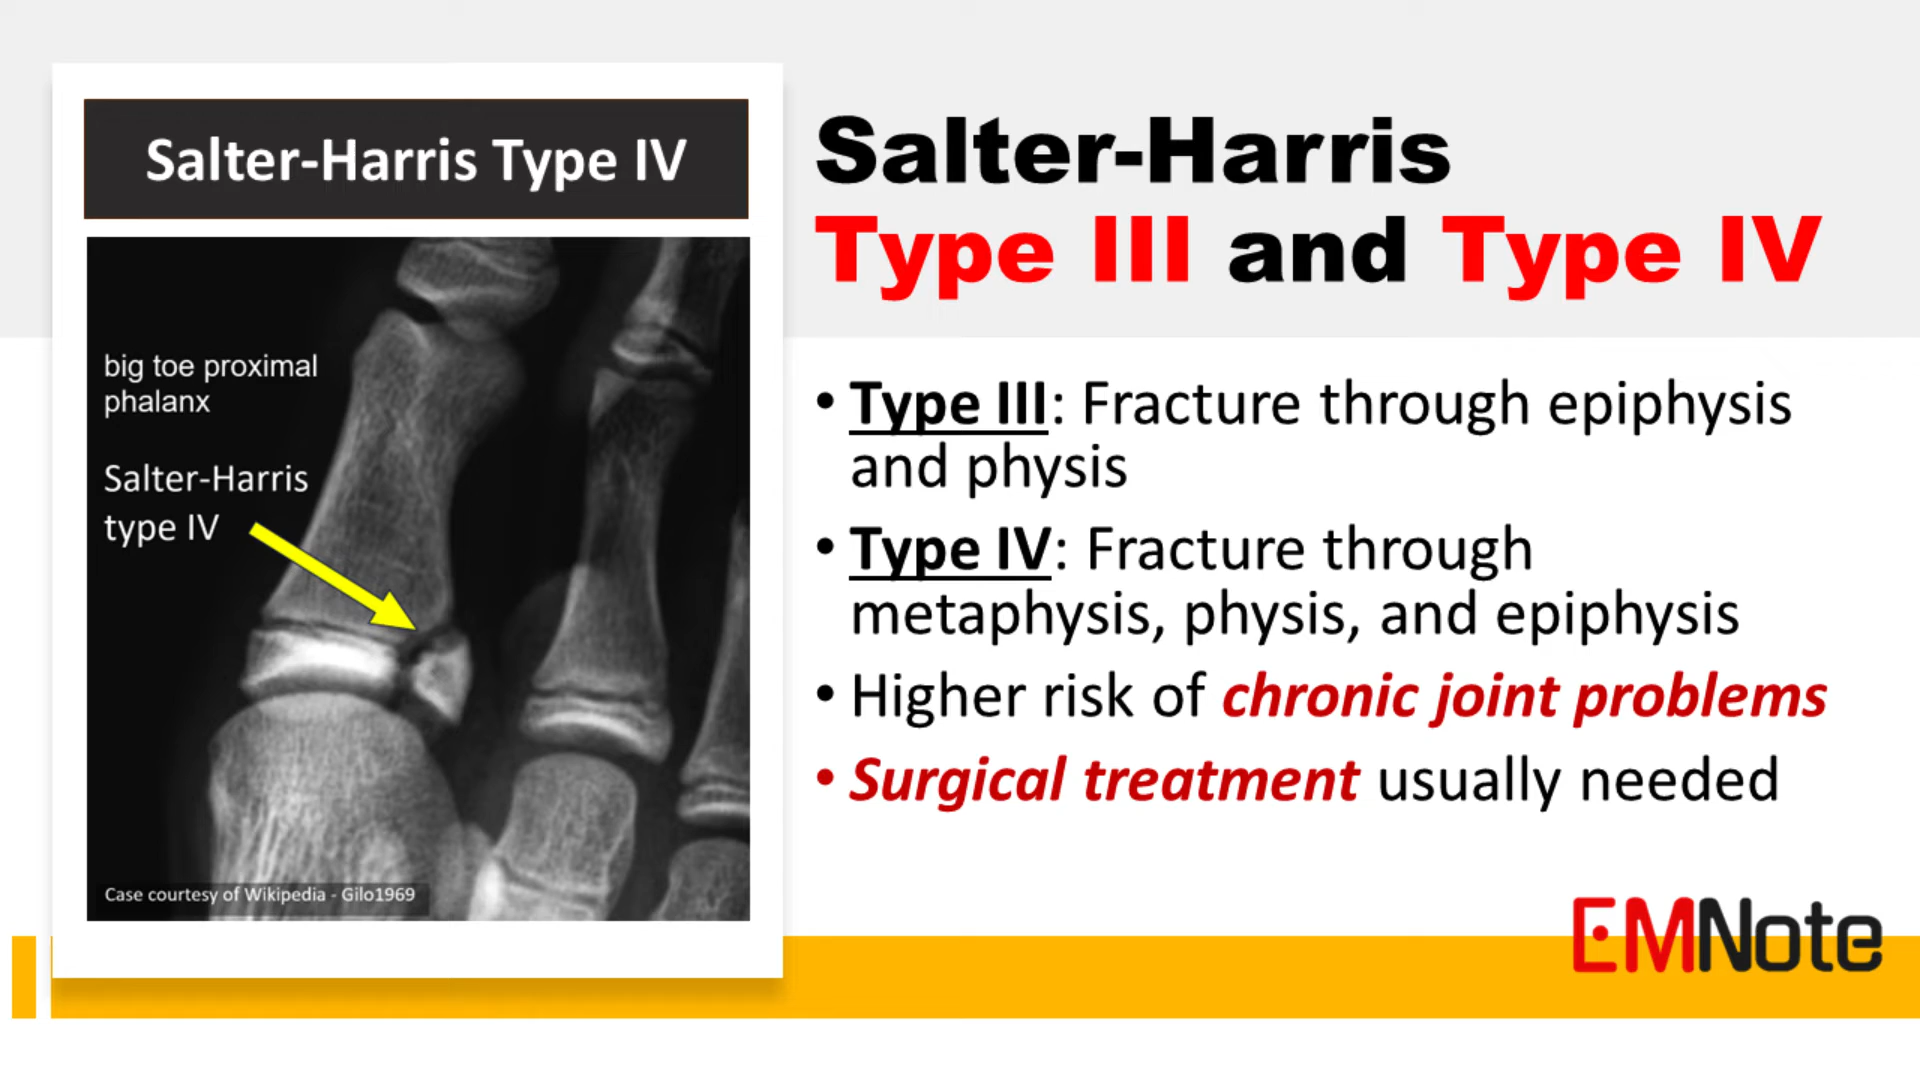 Salter-Harris Type IV
big toe proximal
phalanx
Salter-Harris
type IV
Case courtesy of Wikipedia - Gilo1969
Salter-Harris
Type III and Type IV
• Type III: Fracture through epiphysis
and physis
• Type IV: Fracture through
metaphysis, physis, and epiphysis
• Higher risk of chronic joint problems
• Surgical treatment usually needed
EMNote